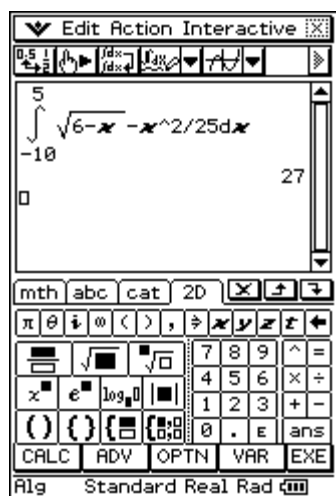 Edit Action Interactive
5
∫ √6-x -x^2/25dx
-10
27
mth abc cat 2D
π θ i ∞ ( ) , ⇒ x y z t ←
7 8 9 ^ =
4 5 6 × ÷
x e log 1 2 3 + -
( ) { } 0 . E ans
CALC ADV OPTN VAR EXE
Alg Standard Real Rad